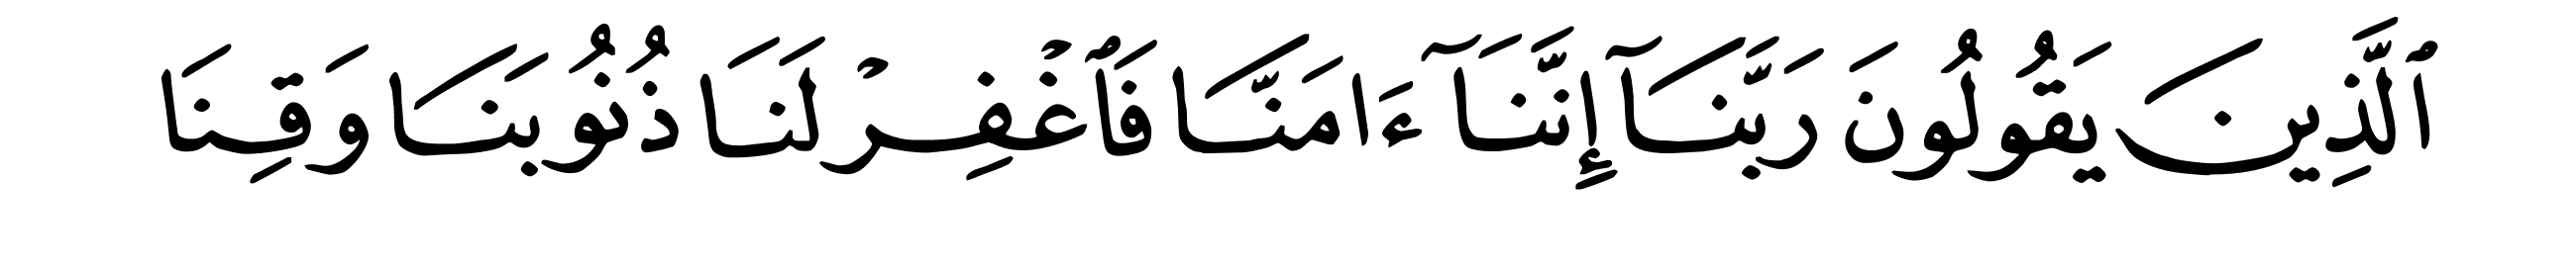 ٱلَّذِينَ يَقُولُونَ رَبَّنَآ إِنَّنَآ ءَامَنَّا فَٱغْفِرْ لَنَا ذُنُوبَنَا وَقِنَا